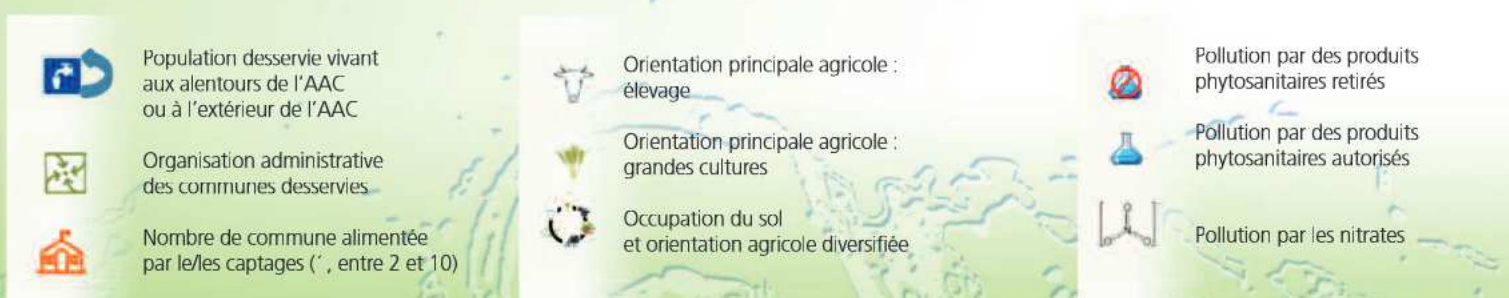 Population desservie vivant
aux alentours de l'AAC
ou à l'extérieur de l'AAC
Organisation administrative
des communes desservies
Nombre de commune alimentée
par le/les captages (´, entre 2 et 10)
Orientation principale agricole :
élevage
Orientation principale agricole :
grandes cultures
Occupation du sol
et orientation agricole diversifiée
Pollution par des produits
phytosanitaires retirés
Pollution par des produits
phytosanitaires autorisés
Pollution par les nitrates